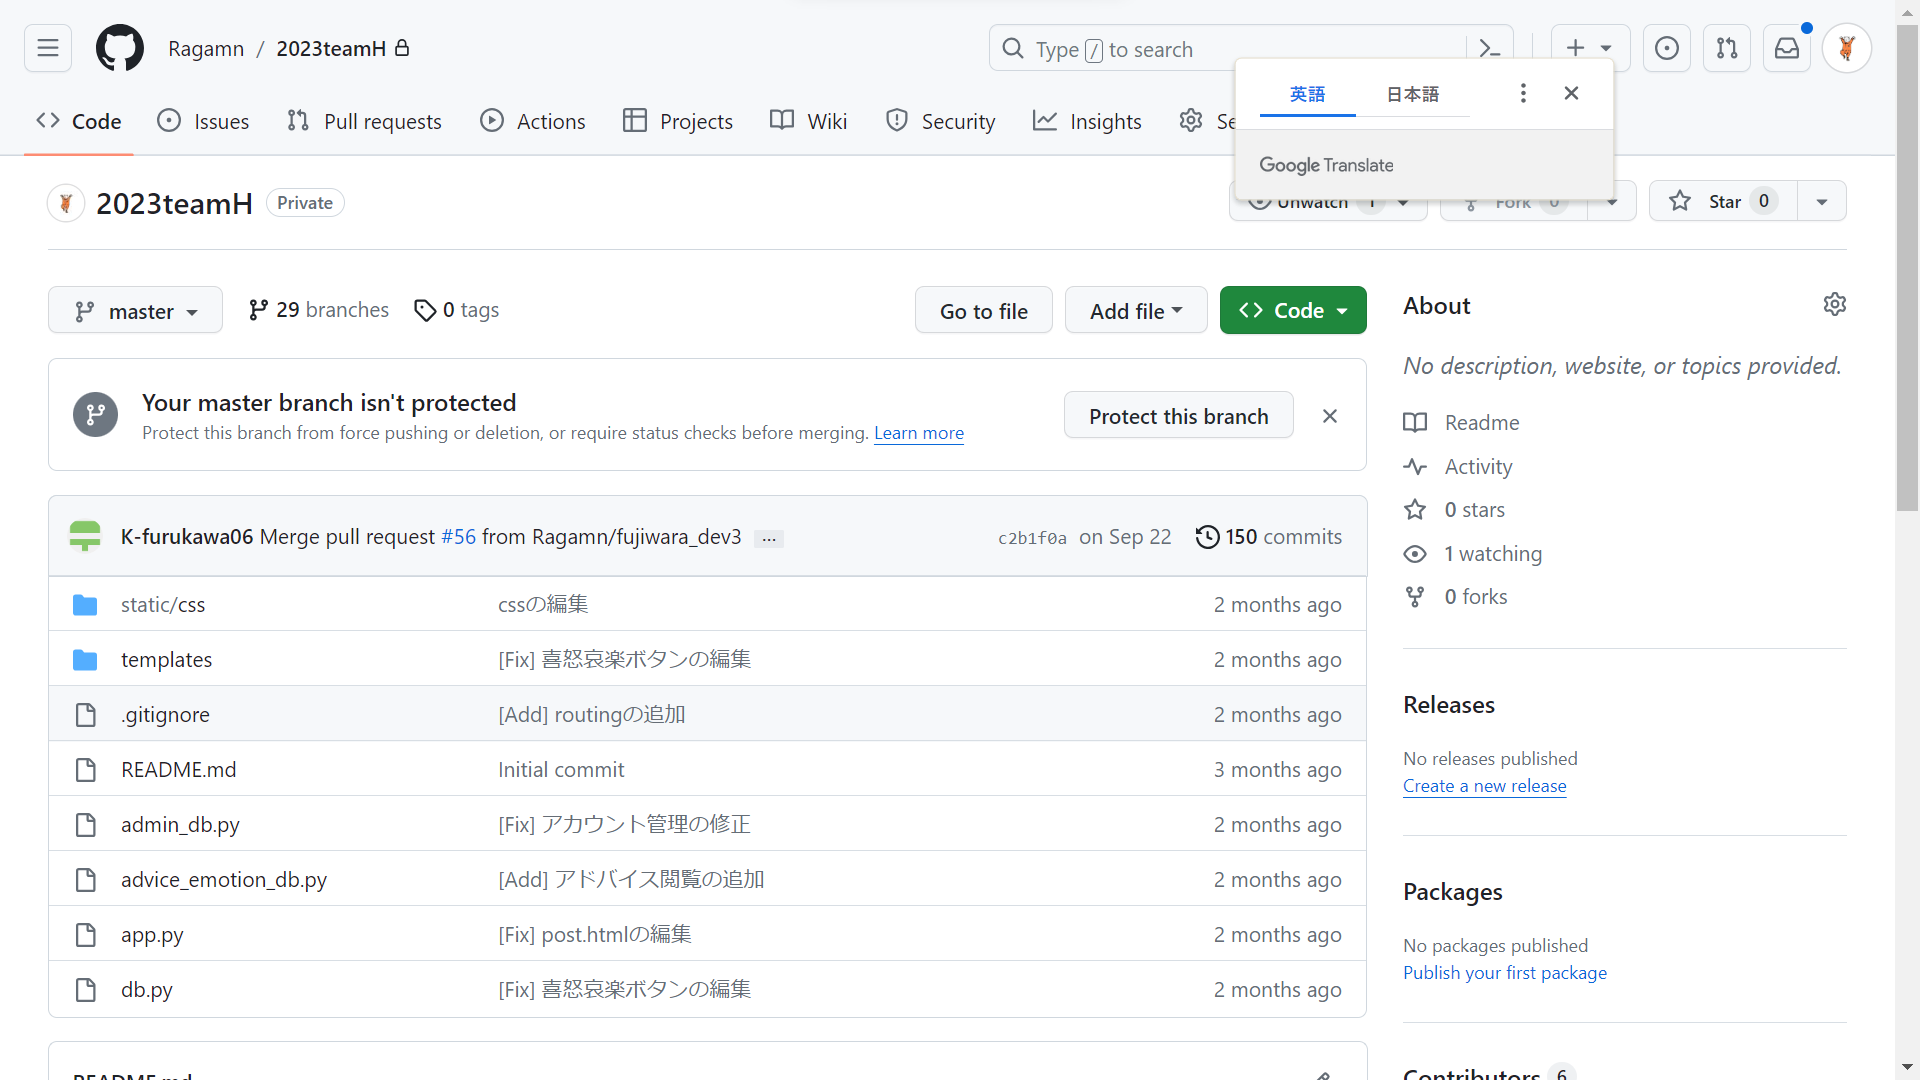 Ragamn / 2023teamH
Type / to search
Code
Issues
Pull requests
Actions
Projects
Wiki
Security
Insights
Se
英語
日本語
Google Translate
2023teamH
Private
Unwatch 1
Fork 0
Star 0
master
29 branches
0 tags
Go to file
Add file
Code
Your master branch isn't protected
Protect this branch from force pushing or deletion, or require status checks before merging. Learn more
Protect this branch
K-furukawa06 Merge pull request #56 from Ragamn/fujiwara_dev3 ...
c2b1f0a on Sep 22
150 commits
static/css cssの編集 2 months ago
templates [Fix] 喜怒哀楽ボタンの編集 2 months ago
.gitignore [Add] routingの追加 2 months ago
README.md Initial commit 3 months ago
admin_db.py [Fix] アカウント管理の修正 2 months ago
advice_emotion_db.py [Add] アドバイス閲覧の追加 2 months ago
app.py [Fix] post.htmlの編集 2 months ago
db.py [Fix] 喜怒哀楽ボタンの編集 2 months ago
README.md
About
No description, website, or topics provided.
Readme
Activity
0 stars
1 watching
0 forks
Releases
No releases published
Create a new release
Packages
No packages published
Publish your first package
Contributors 6